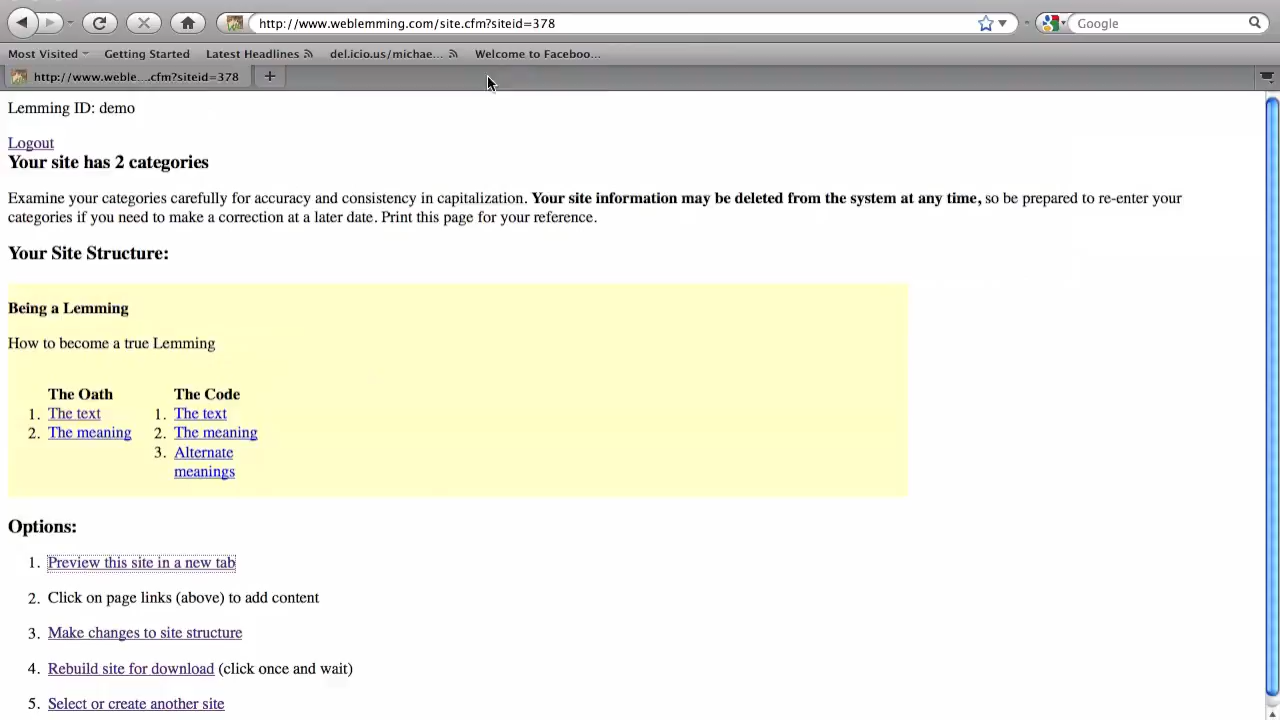 http://www.weblemming.com/site.cfm?siteid=378
Google
Most Visited Getting Started Latest Headlines del.icio.us/michae... Welcome to Faceboo...
http://www.weble...cfm?siteid=378
Lemming ID: demo
Logout
Your site has 2 categories
Examine your categories carefully for accuracy and consistency in capitalization. Your site information may be deleted from the system at any time, so be prepared to re-enter your
categories if you need to make a correction at a later date. Print this page for your reference.
Your Site Structure:
Being a Lemming
How to become a true Lemming
The Oath The Code
1. The text 1. The text
2. The meaning 2. The meaning
3. Alternate
meanings
Options:
1. Preview this site in a new tab
2. Click on page links (above) to add content
3. Make changes to site structure
4. Rebuild site for download (click once and wait)
5. Select or create another site